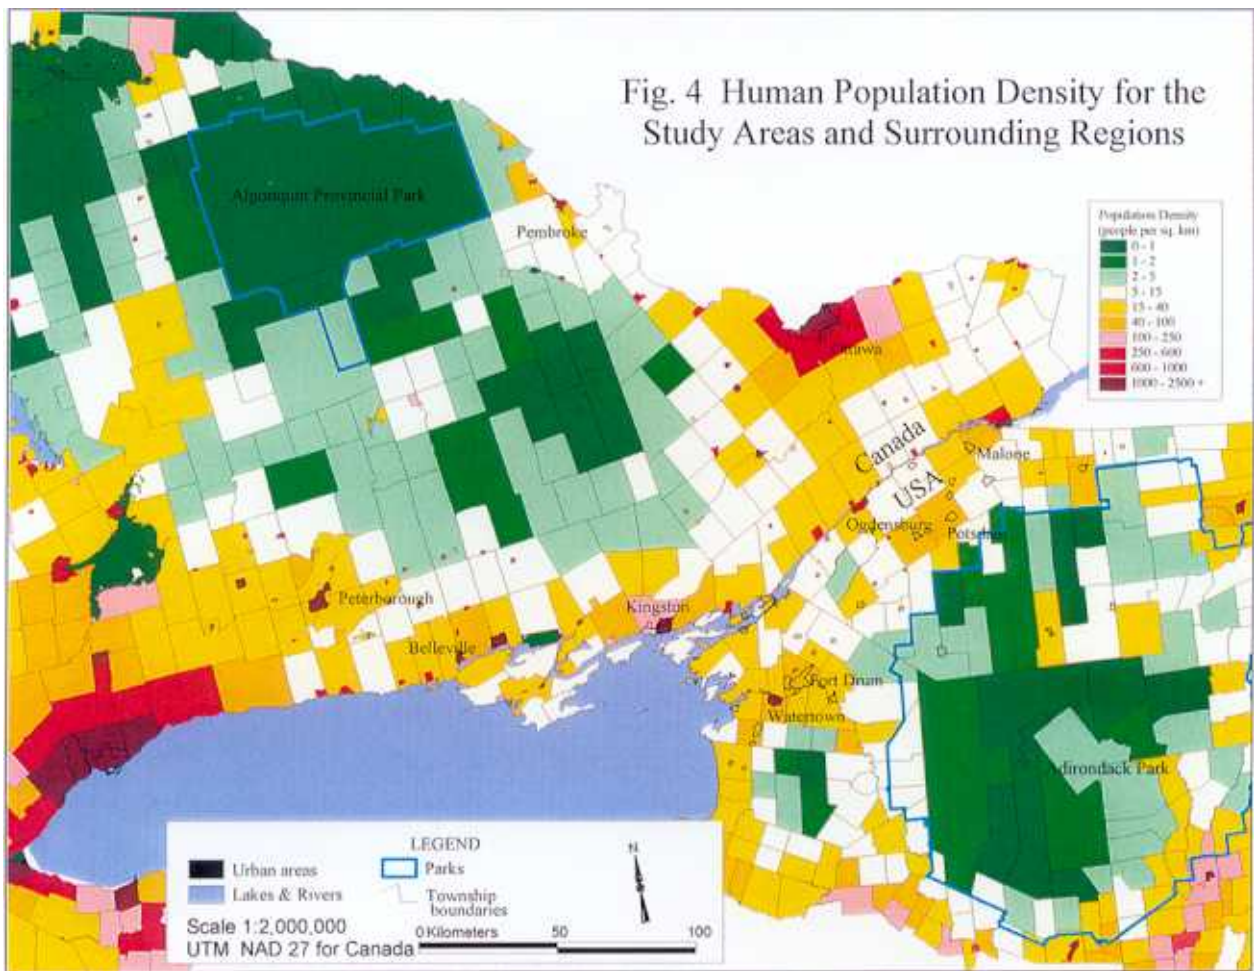 Fig. 4 Human Population Density for the
Study Areas and Surrounding Regions
Algonquin Provincial Park
Pembroke
Population Density
(people per sq. km)
0 - 1
1 - 2
2 - 5
5 - 15
15 - 40
40 - 100
100 - 250
250 - 600
600 - 1000
1000 - 2500 +
Ottawa
Canada
USA
Malone
Ogdensburg
Potsdam
Peterborough
Kingston
Belleville
Fort Drum
Watertown
Adirondack Park
LEGEND
Urban areas
Parks
Lakes & Rivers
Township
boundaries
N
Scale 1:2,000,000
0 Kilometers 50 100
UTM NAD 27 for Canada